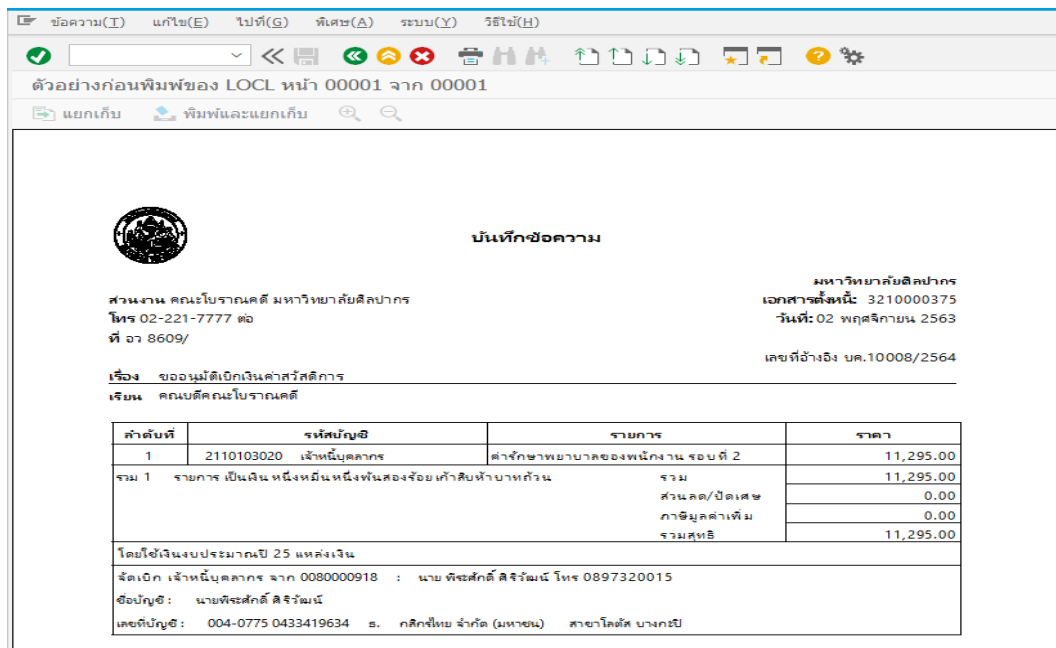 ข้อความ(T) แก้ไข(E) ไปที่(G) พิเศษ(A) ระบบ(Y) วิธีใช้(H)
ตัวอย่างก่อนพิมพ์ของ LOCL หน้า 00001 จาก 00001
แยกเก็บ พิมพ์และแยกเก็บ
บันทึกข้อความ
มหาวิทยาลัยศิลปากร
ส่วนงาน คณะโบราณคดี มหาวิทยาลัยศิลปากร เอกสารตั้งหนี้: 3210000375
โทร 02-221-7777 ต่อ วันที่: 02 พฤศจิกายน 2563
ที่ อว 8609/
เลขที่อ้างอิง บค.10008/2564
เรื่อง ขออนุมัติเบิกเงินค่าสวัสดิการ
เรียน คณบดีคณะโบราณคดี
ลำดับที่ รหัสบัญชี รายการ ราคา
1 2110103020 เจ้าหนี้บุคลากร ค่ารักษาพยาบาลของพนักงาน รอบที่ 2 11,295.00
รวม 1 รายการ เป็นเงิน หนึ่งหมื่นหนึ่งพันสองร้อยเก้าสิบห้าบาทถ้วน รวม 11,295.00
ส่วนลด/ปัดเศษ 0.00
ภาษีมูลค่าเพิ่ม 0.00
รวมสุทธิ 11,295.00
โดยใช้เงินงบประมาณปี 25 แหล่งเงิน
จัดเบิก เจ้าหนี้บุคลากร จาก 0080000918 : นาย พีระศักดิ์ ศิริวัฒน์ โทร 0897320015
ชื่อบัญชี : นายพีระศักดิ์ ศิริวัฒน์
เลขที่บัญชี : 004-0775 0433419634 ธ. กสิกรไทย จำกัด (มหาชน) สาขาโลตัส บางกะปิ